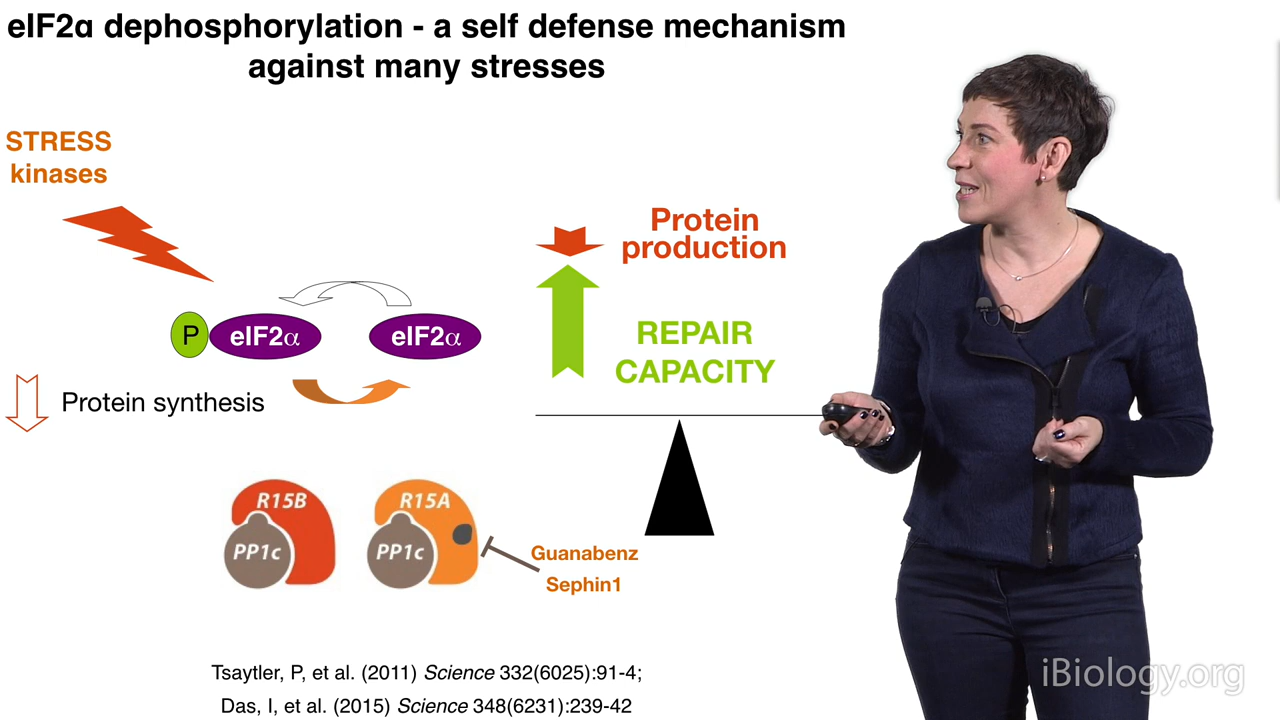 eIF2ɑ dephosphorylation - a self defense mechanism
against many stresses
STRESS
kinases
Protein
production
P
eIF2α
eIF2α
REPAIR
CAPACITY
Protein synthesis
R15B
PP1c
R15A
PP1c
Guanabenz
Sephin1
Tsaytler, P, et al. (2011) Science 332(6025):91-4;
Das, I, et al. (2015) Science 348(6231):239-42
iBiology.org